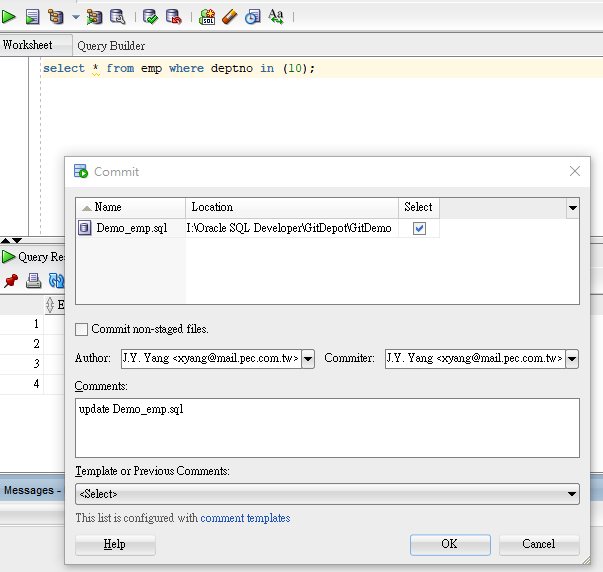 SQL
Aa
Worksheet
Query Builder
select * from emp where deptno in (10);
Commit
Name
Location
Select
Demo_emp.sql
I:\Oracle SQL Developer\GitDepot\GitDemo
Query Res
E
1
2
3
4
Commit non-staged files.
Author:
J.Y. Yang <xyang@mail.pec.com.tw>
Commiter:
J.Y. Yang <xyang@mail.pec.com.tw>
Comments:
update Demo_emp.sql
Template or Previous Comments:
<Select>
Messages -
This list is configured with comment templates
Help
OK
Cancel